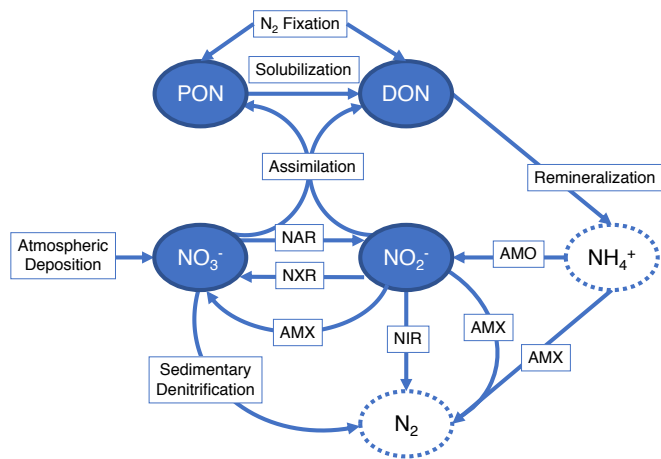 N₂ Fixation
PON
Solubilization
DON
Assimilation
Remineralization
Atmospheric
Deposition
NO₃⁻
NAR
NXR
NO₂⁻
AMO
NH₄⁺
AMX
NIR
AMX
AMX
Sedimentary
Denitrification
N₂